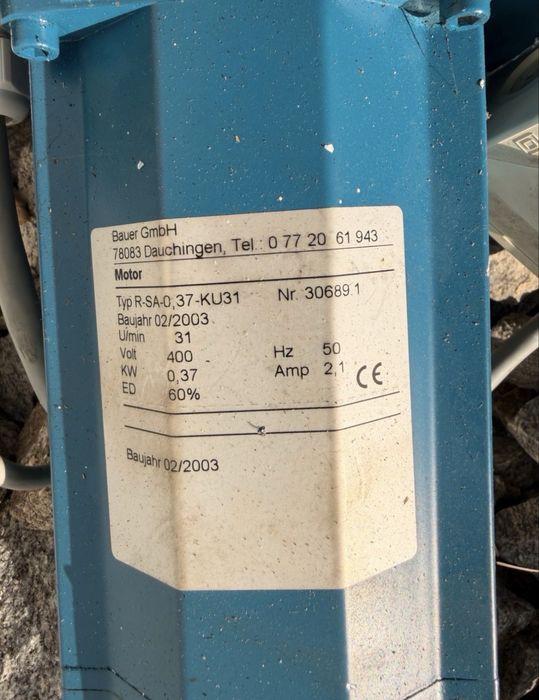 Bauer GmbH
78083 Dauchingen, Tel.: 0 77 20 61 943
Motor
Typ R-SA-0,37-KU31 Nr. 30689.1
Baujahr 02/2003
U/min 31
Volt 400 Hz 50
KW 0,37 Amp 2,1 CE
ED 60%
Baujahr 02/2003